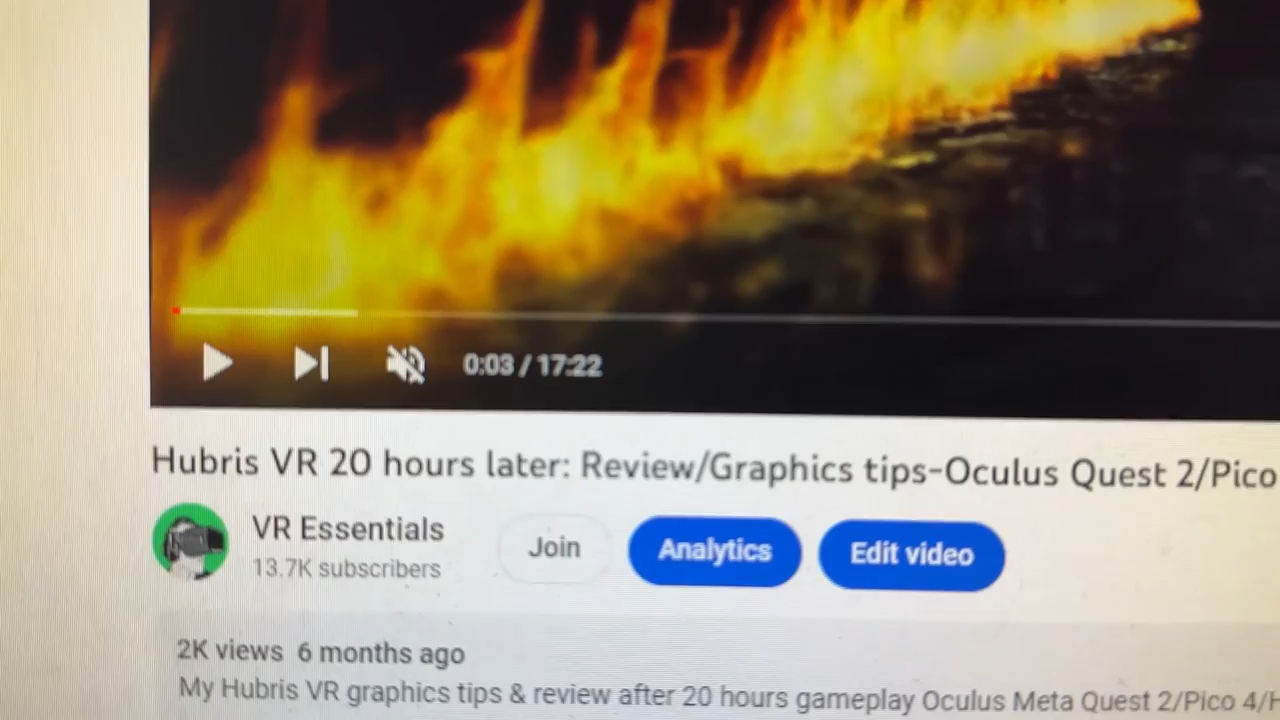 0:03 / 17:22
Hubris VR 20 hours later: Review/Graphics tips-Oculus Quest 2/Pico
VR Essentials
13.7K subscribers
Join
Analytics
Edit video
2K views 6 months ago
My Hubris VR graphics tips & review after 20 hours gameplay Oculus Meta Quest 2/Pico 4/H